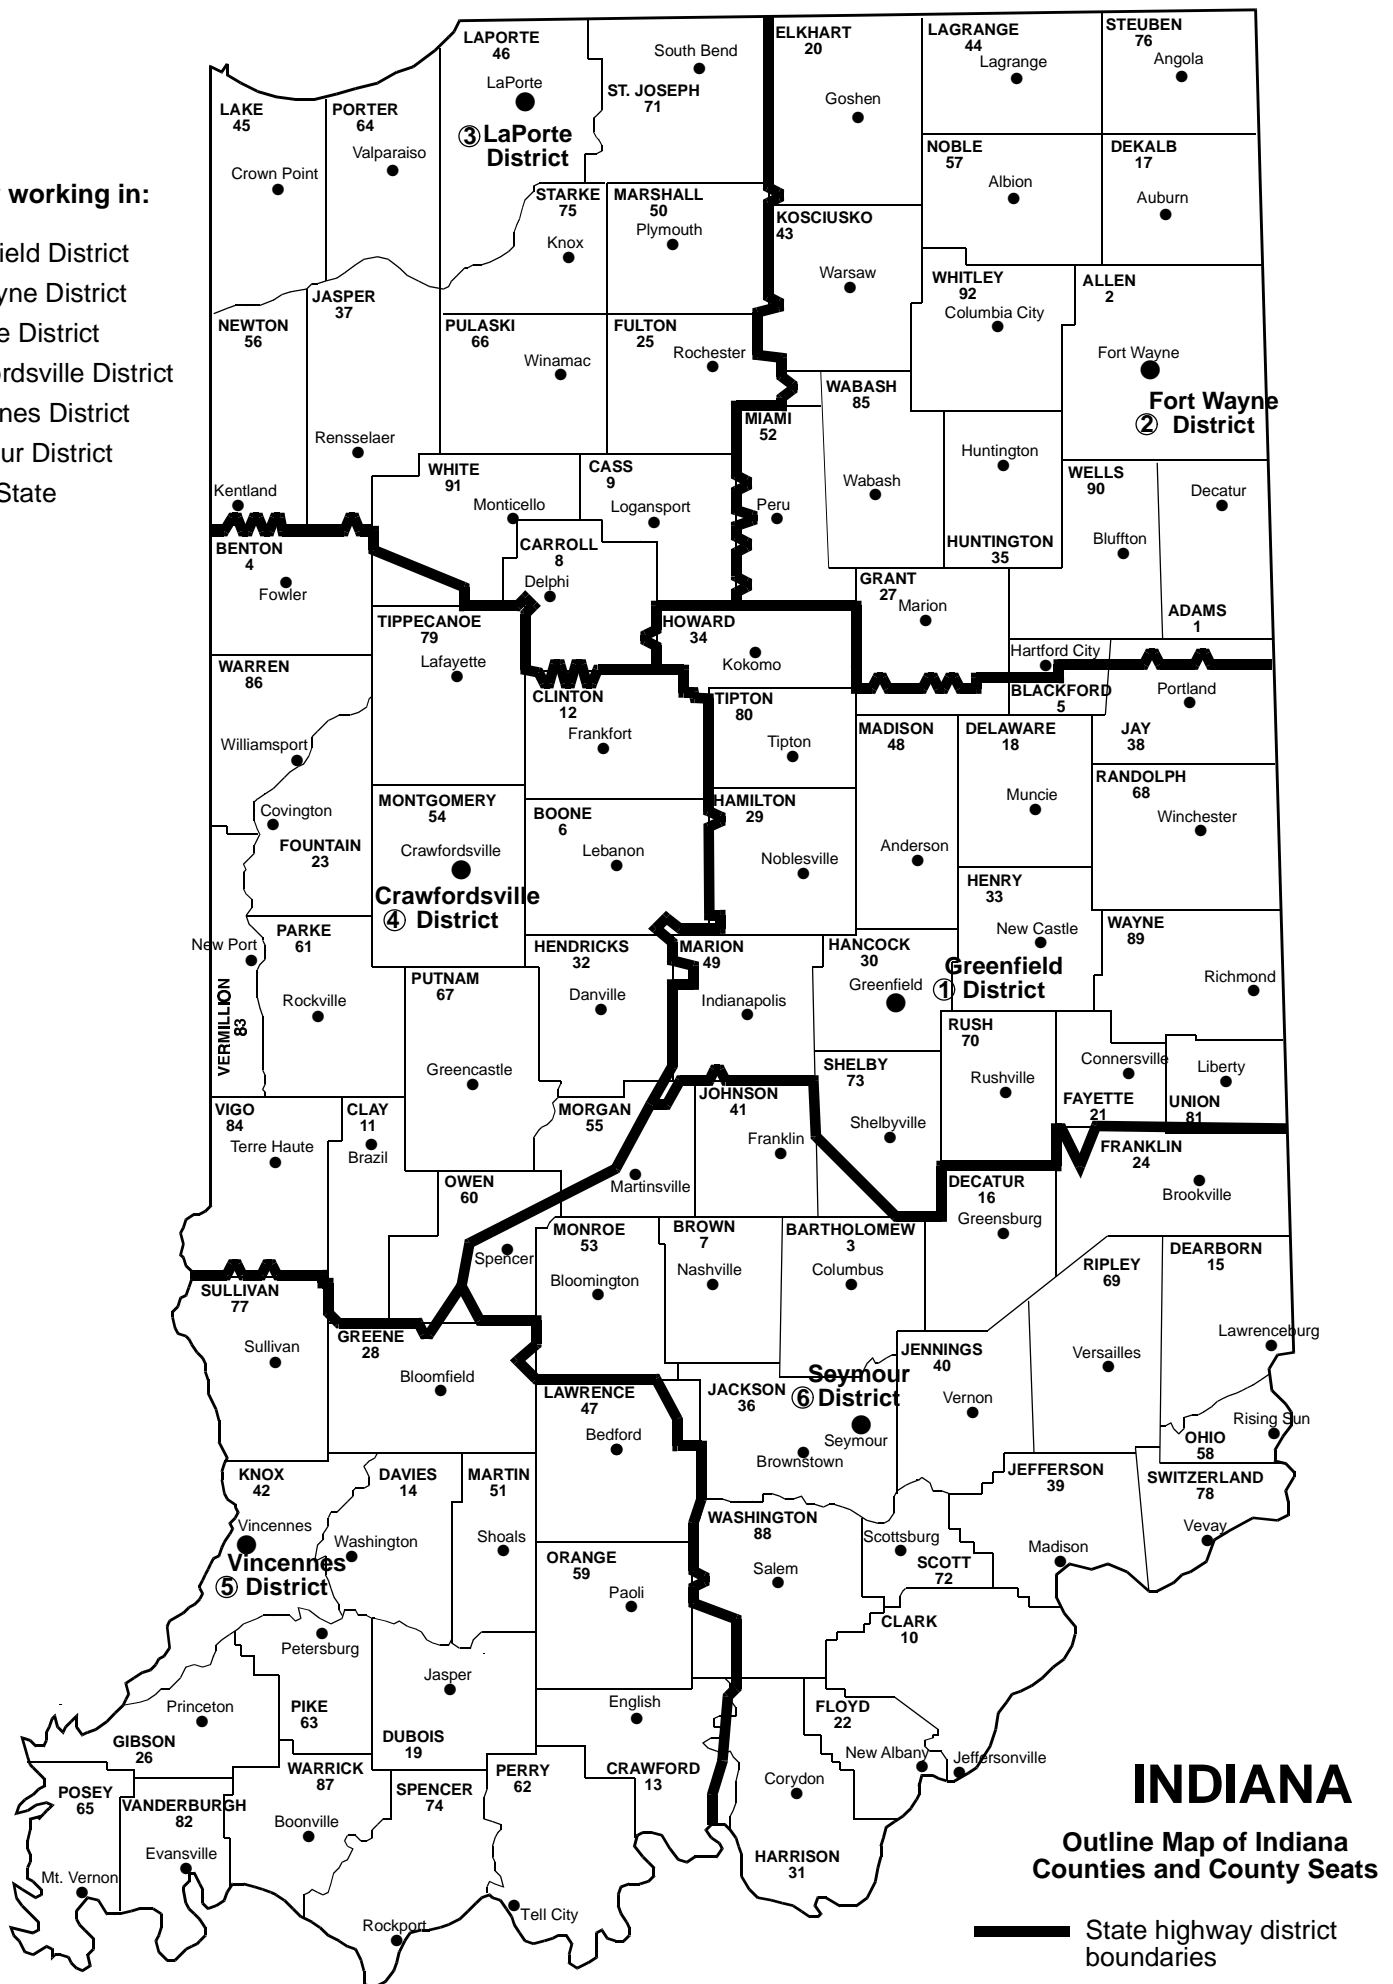 working in:
ield District
yne District
e District
rdsville District
nes District
ur District
State
LAPORTE
46
LaPorte
③ LaPorte
District
South Bend
ST. JOSEPH
71
ELKHART
20
Goshen
LAGRANGE
44
Lagrange
STEUBEN
76
Angola
LAKE
45
Crown Point
PORTER
64
Valparaiso
NOBLE
57
Albion
DEKALB
17
Auburn
STARKE
75
Knox
MARSHALL
50
Plymouth
KOSCIUSKO
43
Warsaw
WHITLEY
92
Columbia City
ALLEN
2
Fort Wayne
Fort Wayne
② District
NEWTON
56
Kentland
JASPER
37
Rensselaer
PULASKI
66
Winamac
FULTON
25
Rochester
MIAMI
52
Peru
WABASH
85
Wabash
Huntington
HUNTINGTON
35
WELLS
90
Bluffton
Decatur
ADAMS
1
WHITE
91
Monticello
CASS
9
Logansport
CARROLL
8
Delphi
BENTON
4
Fowler
TIPPECANOE
79
Lafayette
HOWARD
34
Kokomo
GRANT
27
Marion
Hartford City
BLACKFORD
5
Portland
JAY
38
WARREN
86
Williamsport
CLINTON
12
Frankfort
TIPTON
80
Tipton
MADISON
48
Anderson
DELAWARE
18
Muncie
RANDOLPH
68
Winchester
Covington
FOUNTAIN
23
MONTGOMERY
54
Crawfordsville
Crawfordsville
④ District
BOONE
6
Lebanon
HAMILTON
29
Noblesville
HENRY
33
New Castle
WAYNE
89
Richmond
New Port
VERMILLION
83
PARKE
61
Rockville
PUTNAM
67
Greencastle
HENDRICKS
32
Danville
MARION
49
Indianapolis
HANCOCK
30
Greenfield
Greenfield
① District
RUSH
70
Rushville
Connersville
FAYETTE
21
Liberty
UNION
81
SHELBY
73
Shelbyville
VIGO
84
Terre Haute
CLAY
11
Brazil
MORGAN
55
Martinsville
JOHNSON
41
Franklin
FRANKLIN
24
Brookville
OWEN
60
Spencer
DECATUR
16
Greensburg
MONROE
53
Bloomington
BROWN
7
Nashville
BARTHOLOMEW
3
Columbus
RIPLEY
69
Versailles
DEARBORN
15
Lawrenceburg
SULLIVAN
77
Sullivan
GREENE
28
Bloomfield
LAWRENCE
47
Bedford
JACKSON
36
Brownstown
Seymour
⑥ District
Seymour
JENNINGS
40
Vernon
Rising Sun
OHIO
58
KNOX
42
Vincennes
Vincennes
⑤ District
DAVIES
14
Washington
MARTIN
51
Shoals
JEFFERSON
39
Madison
SWITZERLAND
78
Vevay
WASHINGTON
88
Salem
Scottsburg
SCOTT
72
ORANGE
59
Paoli
CLARK
10
Petersburg
PIKE
63
Jasper
DUBOIS
19
Princeton
GIBSON
26
English
CRAWFORD
13
FLOYD
22
New Albany
Jeffersonville
Corydon
HARRISON
31
POSEY
65
Mt. Vernon
VANDERBURGH
82
Evansville
WARRICK
87
Boonville
SPENCER
74
Rockport
PERRY
62
Tell City
INDIANA
Outline Map of Indiana
Counties and County Seats
State highway district
boundaries